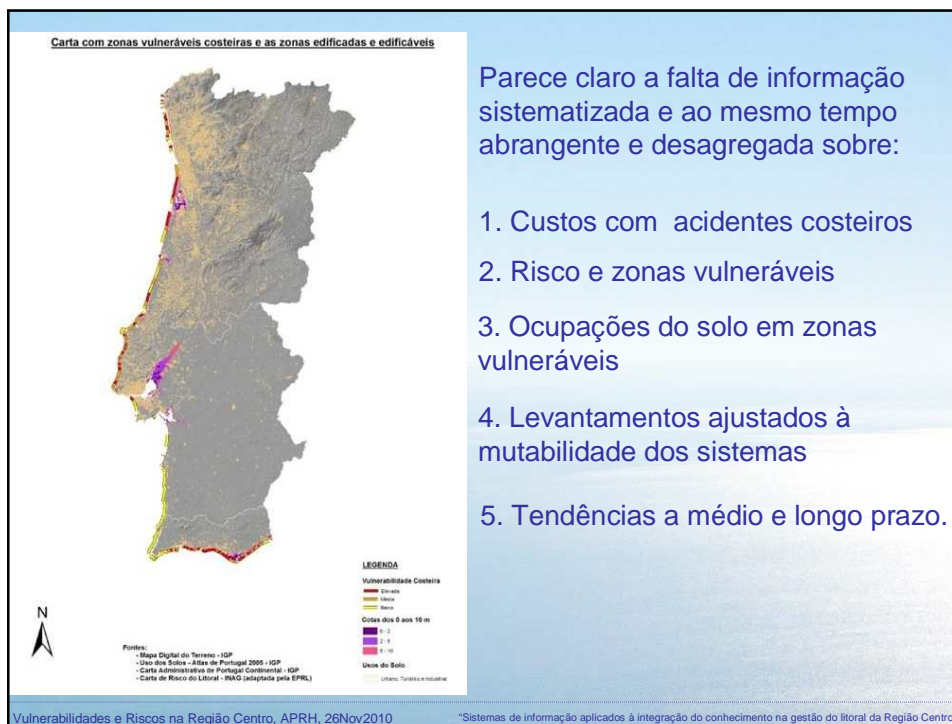 Carta com zonas vulneráveis costeiras e as zonas edificadas e edificáveis
Parece claro a falta de informação
sistematizada e ao mesmo tempo
abrangente e desagregada sobre:
1. Custos com acidentes costeiros
2. Risco e zonas vulneráveis
3. Ocupações do solo em zonas
vulneráveis
4. Levantamentos ajustados à
mutabilidade dos sistemas
5. Tendências a médio e longo prazo.
LEGENDA
Vulnerabilidade Costeira
Elevada
Média
Baixa
Cotas dos 0 aos 10 m
0 - 2
2 - 5
5 - 10
Usos do Solo
Urbano, Turístico e Industrial
N
Fontes:
- Mapa Digital do Terreno - IGP
- Uso dos Solos - Atlas de Portugal 2005 - IGP
- Carta Administrativa de Portugal Continental - IGP
- Carta de Risco do Litoral - INAG (adaptada pela EPRL)
Vulnerabilidades e Riscos na Região Centro, APRH, 26Nov2010
"Sistemas de informação aplicados à integração do conhecimento na gestão do litoral da Região Centro